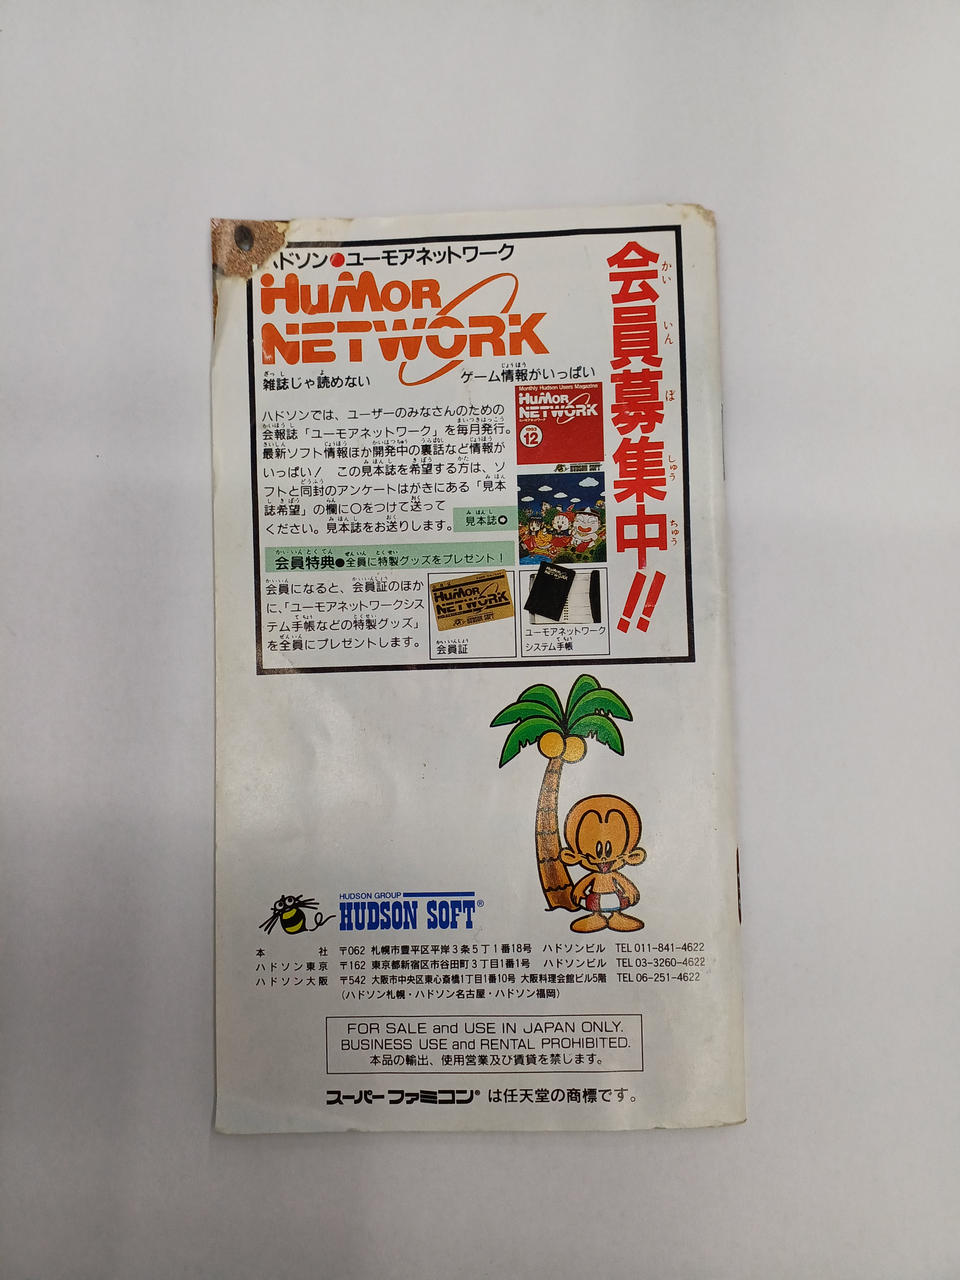 ハドソン●ユーモアネットワーク
HuMOR
NETWORK
会員募集中!!
かい いん ぼ しゅう ちゅう
雑誌じゃ読めない
ゲーム情報がいっぱい
ハドソンでは、ユーザーのみなさんのための
会報誌「ユーモアネットワーク」を毎月発行。
最新ソフト情報ほか開発中の裏話など情報が
いっぱい! この見本誌を希望する方は、ソ
フトと同封のアンケートはがきにある「見本
誌希望」の欄に○をつけて送って
ください。見本誌をお送りします。
見本誌○
Monthly Hudson Users Magazine
HuMOR
NETWORK
1993
12
HUDSON SOFT
会員特典●全員に特製グッズをプレゼント!
会員になると、会員証のほか
に、「ユーモアネットワークシス
テム手帳などの特製グッズ」
を全員にプレゼントします。
HuMOR
NETWORK
会員証
ユーモアネットワーク
システム手帳
HUDSON GROUP
HUDSON SOFT®
本 社 〒062 札幌市豊平区平岸3条5丁1番18号 ハドソンビル TEL 011-841-4622
ハドソン東京 〒162 東京都新宿区市谷田町3丁目1番1号 ハドソンビル TEL 03-3260-4622
ハドソン大阪 〒542 大阪市中央区東心斎橋1丁目1番10号 大阪料理会館ビル5階 TEL 06-251-4622
(ハドソン札幌・ハドソン名古屋・ハドソン福岡)
FOR SALE and USE IN JAPAN ONLY.
BUSINESS USE and RENTAL PROHIBITED.
本品の輸出、使用営業及び賃貸を禁じます。
スーパーファミコン®は任天堂の商標です。